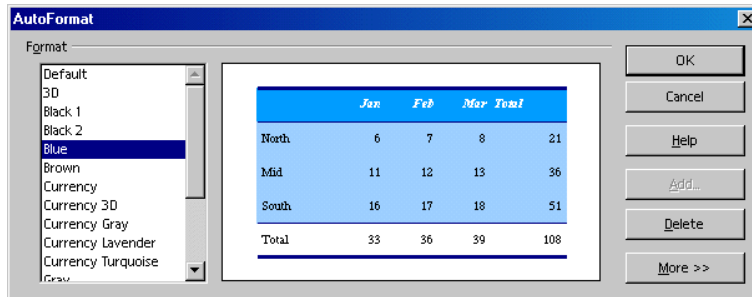 AutoFormat
Format
Default
3D
Black 1
Black 2
Blue
Brown
Currency
Currency 3D
Currency Gray
Currency Lavender
Currency Turquoise
Gray
Jan Feb Mar Total
North 6 7 8 21
Mid 11 12 13 36
South 16 17 18 51
Total 33 36 39 108
OK
Cancel
Help
Add...
Delete
More >>